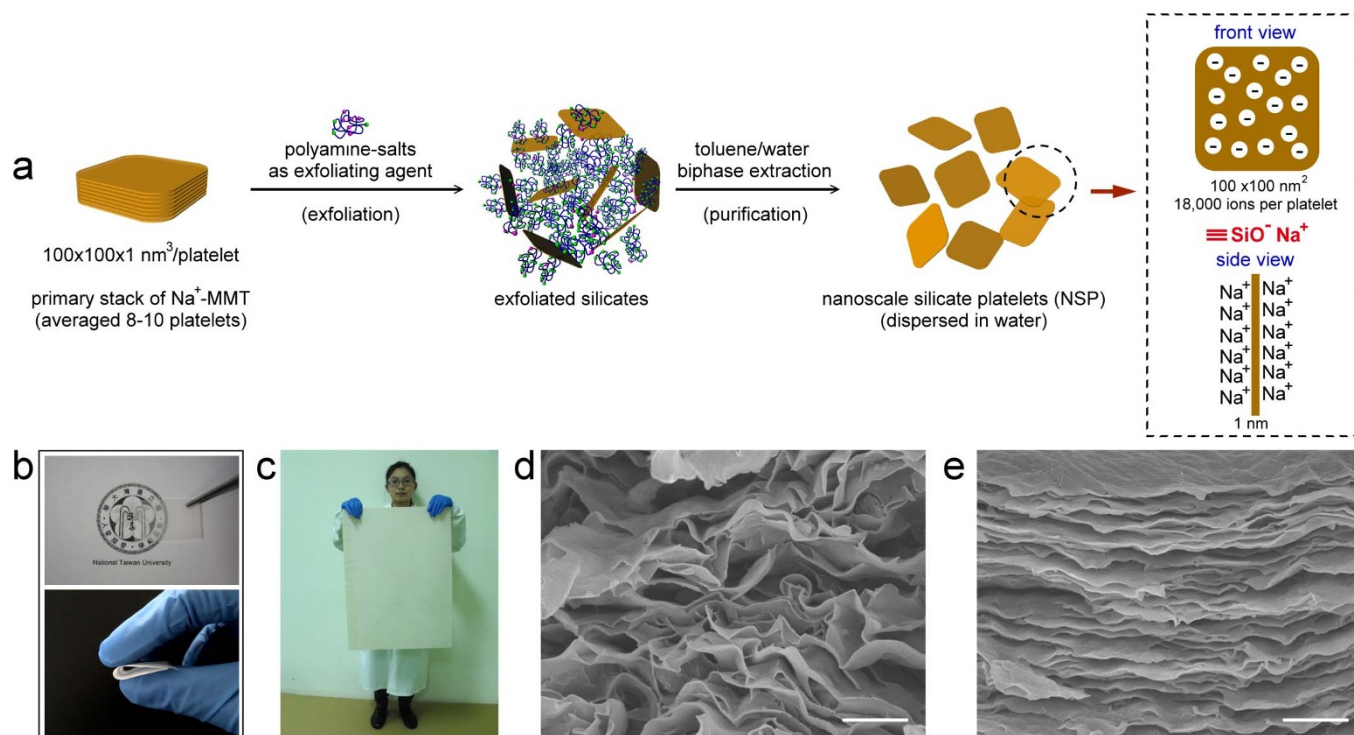 a
100x100x1 nm³/platelet
primary stack of Na⁺-MMT
(averaged 8-10 platelets)
polyamine-salts
as exfoliating agent
(exfoliation)
exfoliated silicates
toluene/water
biphase extraction
(purification)
nanoscale silicate platelets (NSP)
(dispersed in water)
front view
100 x100 nm²
18,000 ions per platelet
≡SiO⁻ Na⁺
side view
Na⁺ Na⁺
Na⁺ Na⁺
Na⁺ Na⁺
Na⁺ Na⁺
Na⁺ Na⁺
Na⁺ Na⁺
1 nm
b
National Taiwan University
c
d
e